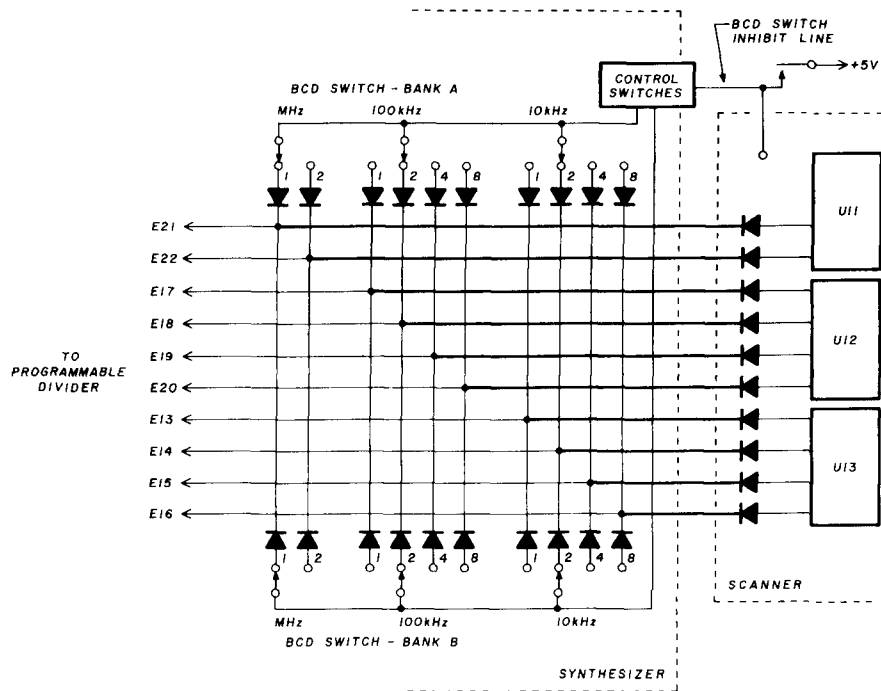 BCD SWITCH
INHIBIT LINE
+5V
CONTROL
SWITCHES
BCD SWITCH - BANK A
MHz 100kHz 10kHz
1 2 1 2 4 8 1 2 4 8
E21
E22
E17
E18
E19
E20
E13
E14
E15
E16
TO
PROGRAMMABLE
DIVIDER
U11
U12
U13
1 2 1 2 4 8 1 2 4 8
MHz 100kHz 10kHz
BCD SWITCH - BANK B
SCANNER
SYNTHESIZER